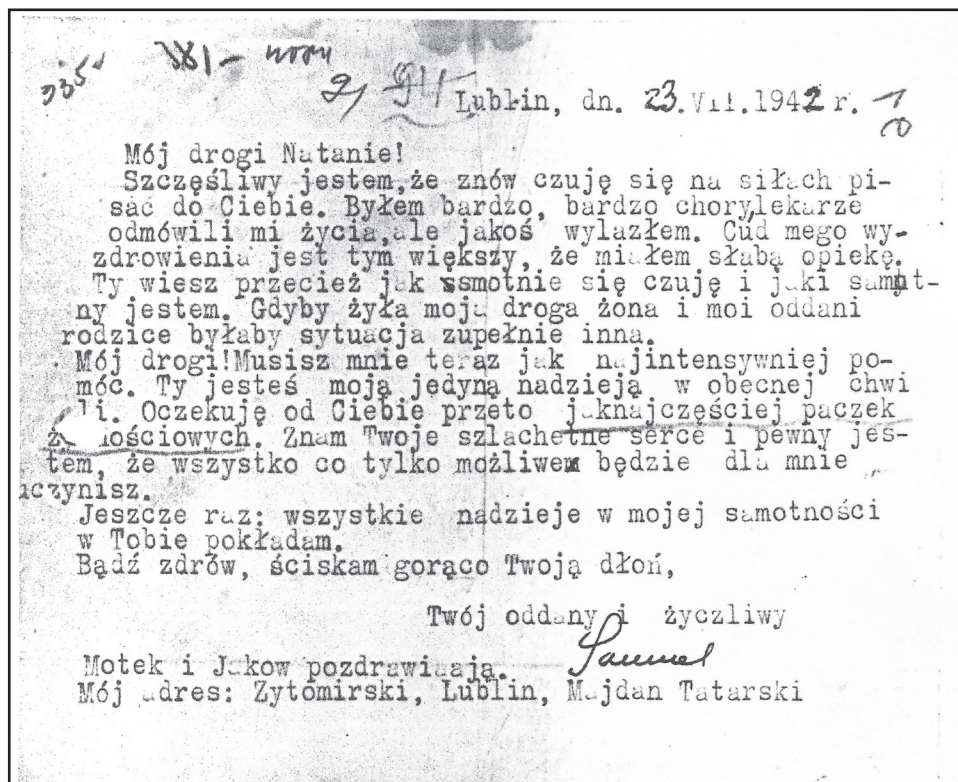 381 -
2, 94
Lublin, dn. 23.VII.1942 r.
Mój drogi Natanie!
Szczęśliwy jestem,że znów czuję się na siłach pi-
sać do Ciebie. Byłem bardzo, bardzo chory,lekarze
odmówili mi życia,ale jakoś wylazłem. Cud mego wy-
zdrowienia jest tym większy, że miałem słabą opiekę.
Ty wiesz przecież jak ssmotnie się czuję i jaki samot-
ny jestem. Gdyby żyła moja droga żona i moi oddani
rodzice byłaby sytuacja zupełnie inna.
Mój drogi!Musisz mnie teraz jak najintensywniej po-
móc. Ty jesteś moją jedyną nadzieją w obecnej chwi
li. Oczekuję od Ciebie przeto jaknajczęściej paczek
ż nościowych. Znam Twoje szlachetne serce i pewny jes-
tem, że wszystko co tylko możliwem będzie dla mnie
uczynisz.
Jeszcze raz: wszystkie nadzieje w mojej samotności
w Tobie pokładam.
Bądź zdrów, ściskam gorąco Twoją dłoń,
Twój oddany i życzliwy
Samuel
Motek i Jakow pozdrawiaają.
Mój adres: Zytomirski, Lublin, Majdan Tatarski